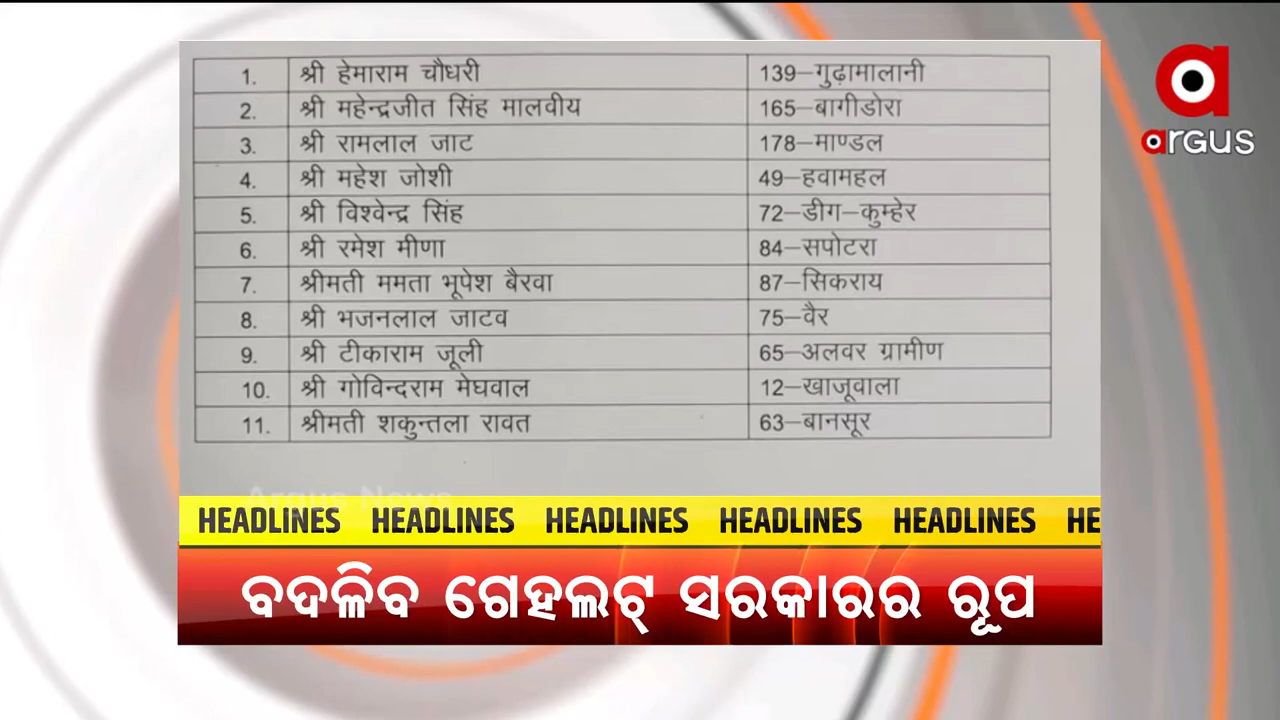 1. श्री हेमाराम चौधरी 139–गुढ़ामालानी
2. श्री महेन्द्रजीत सिंह मालवीय 165–बागीडोरा
3. श्री रामलाल जाट 178–माण्डल
4. श्री महेश जोशी 49–हवामहल
5. श्री विश्वेन्द्र सिंह 72–डीग–कुम्हेर
6. श्री रमेश मीणा 84–सपोटरा
7. श्रीमती ममता भूपेश बैरवा 87–सिकराय
8. श्री भजनलाल जाटव 75–वैर
9. श्री टीकाराम जूली 65–अलवर ग्रामीण
10. श्री गोविन्दराम मेघवाल 12–खाजूवाला
11. श्रीमती शकुन्तला रावत 63–बानसूर
argus
Argus News
HEADLINES HEADLINES HEADLINES HEADLINES HEADLINES HE
ବଦଳିବ ଗେହଲଟ୍ ସରକାରର ରୂପ